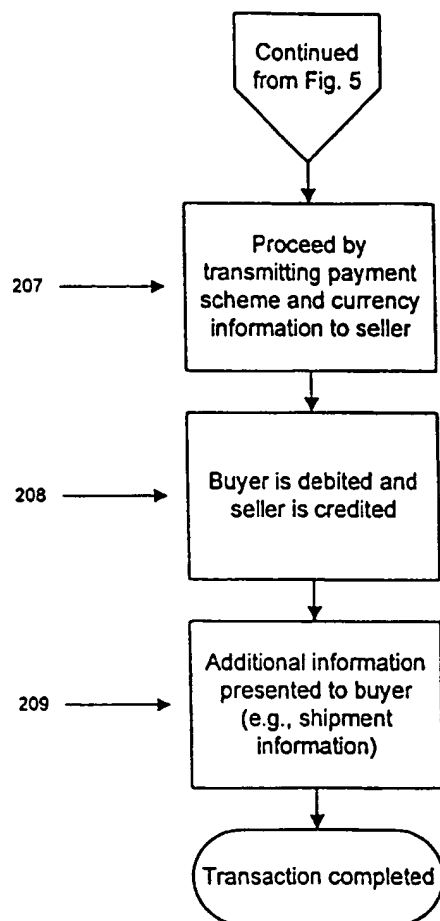 Continued
from Fig. 5
207
Proceed by
transmitting payment
scheme and currency
information to seller
208
Buyer is debited and
seller is credited
209
Additional information
presented to buyer
(e.g., shipment
information)
Transaction completed